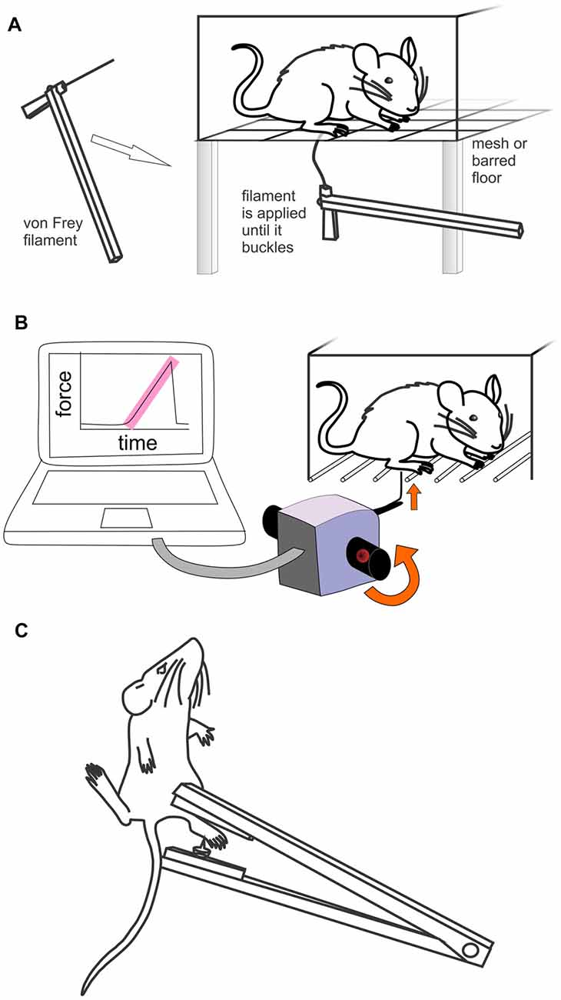 A
von Frey
filament
filament
is applied
until it
buckles
mesh or
barred
floor
B
force
time
C